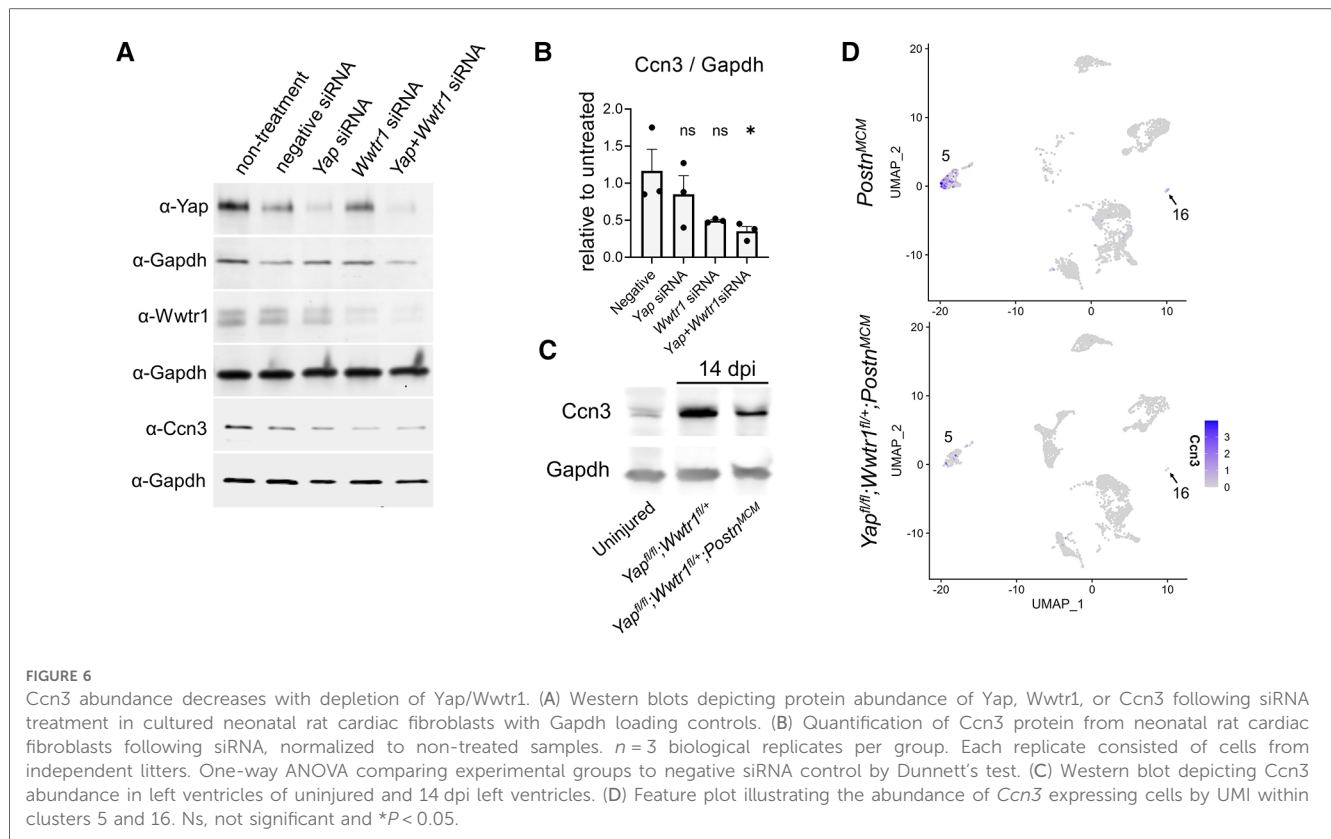 A
non-treatment
negative siRNA
Yap siRNA
Wwtr1 siRNA
Yap+Wwtr1 siRNA
α-Yap
α-Gapdh
α-Wwtr1
α-Gapdh
α-Ccn3
α-Gapdh
B
Ccn3 / Gapdh
relative to untreated
2.0
1.5
1.0
0.5
0.0
ns
ns
*
Negative
Yap siRNA
Wwtr1 siRNA
Yap+Wwtr1siRNA
C
14 dpi
Ccn3
Gapdh
Uninjured
Yapfl/fl;Wwtr1fl/+
Yapfl/fl;Wwtr1fl/+;PostnMCM
D
PostnMCM
UMAP_2
20
10
0
-10
5
16
-20
-10
0
10
Yapfl/fl;Wwtr1fl/+;PostnMCM
UMAP_2
20
10
0
-10
5
16
-20
-10
0
10
UMAP_1
Ccn3
3
2
1
0
FIGURE 6
Ccn3 abundance decreases with depletion of Yap/Wwtr1. (A) Western blots depicting protein abundance of Yap, Wwtr1, or Ccn3 following siRNA
treatment in cultured neonatal rat cardiac fibroblasts with Gapdh loading controls. (B) Quantification of Ccn3 protein from neonatal rat cardiac
fibroblasts following siRNA, normalized to non-treated samples. n = 3 biological replicates per group. Each replicate consisted of cells from
independent litters. One-way ANOVA comparing experimental groups to negative siRNA control by Dunnett's test. (C) Western blot depicting Ccn3
abundance in left ventricles of uninjured and 14 dpi left ventricles. (D) Feature plot illustrating the abundance of Ccn3 expressing cells by UMI within
clusters 5 and 16. Ns, not significant and *P < 0.05.